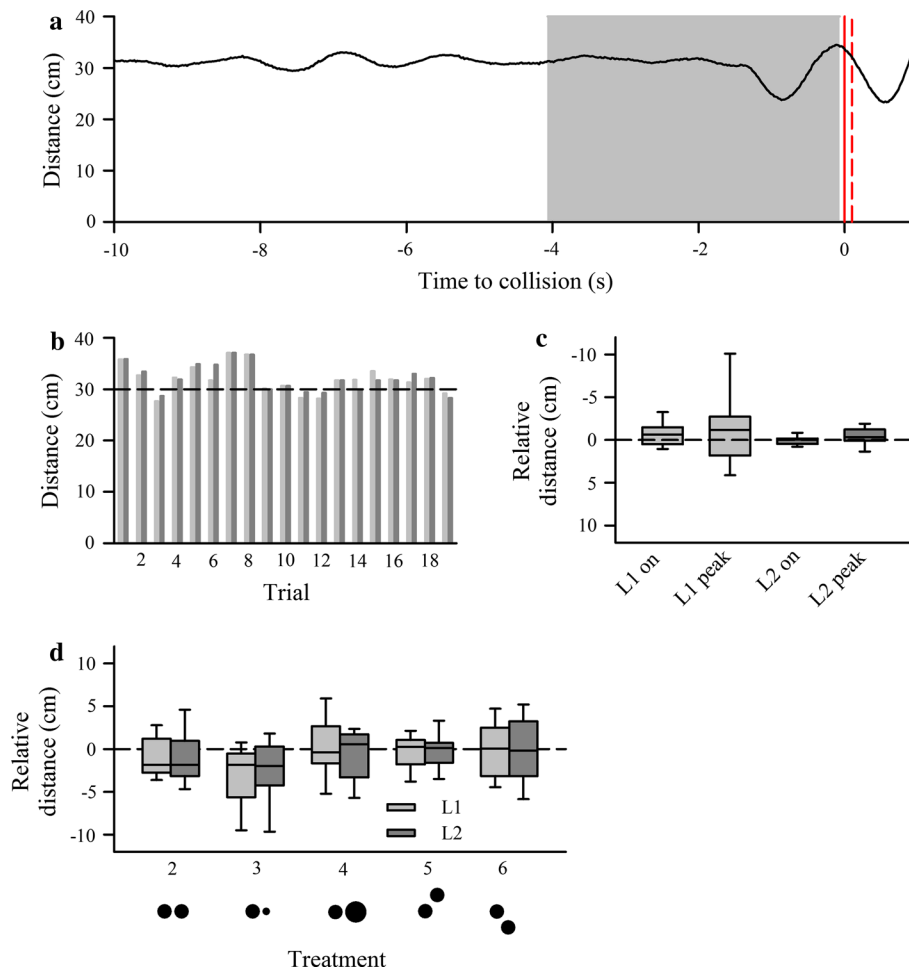 a
40
30
20
10
0
Distance (cm)
-10 -8 -6 -4 -2 0
Time to collision (s)
b
40
30
20
10
0
Distance (cm)
2 4 6 8 10 12 14 16 18
Trial
c
-10
-5
0
5
10
Relative
distance (cm)
L1 on L1 peak L2 on L2 peak
d
10
5
0
-5
-10
Relative
distance (cm)
L1
L2
2 3 4 5 6
Treatment